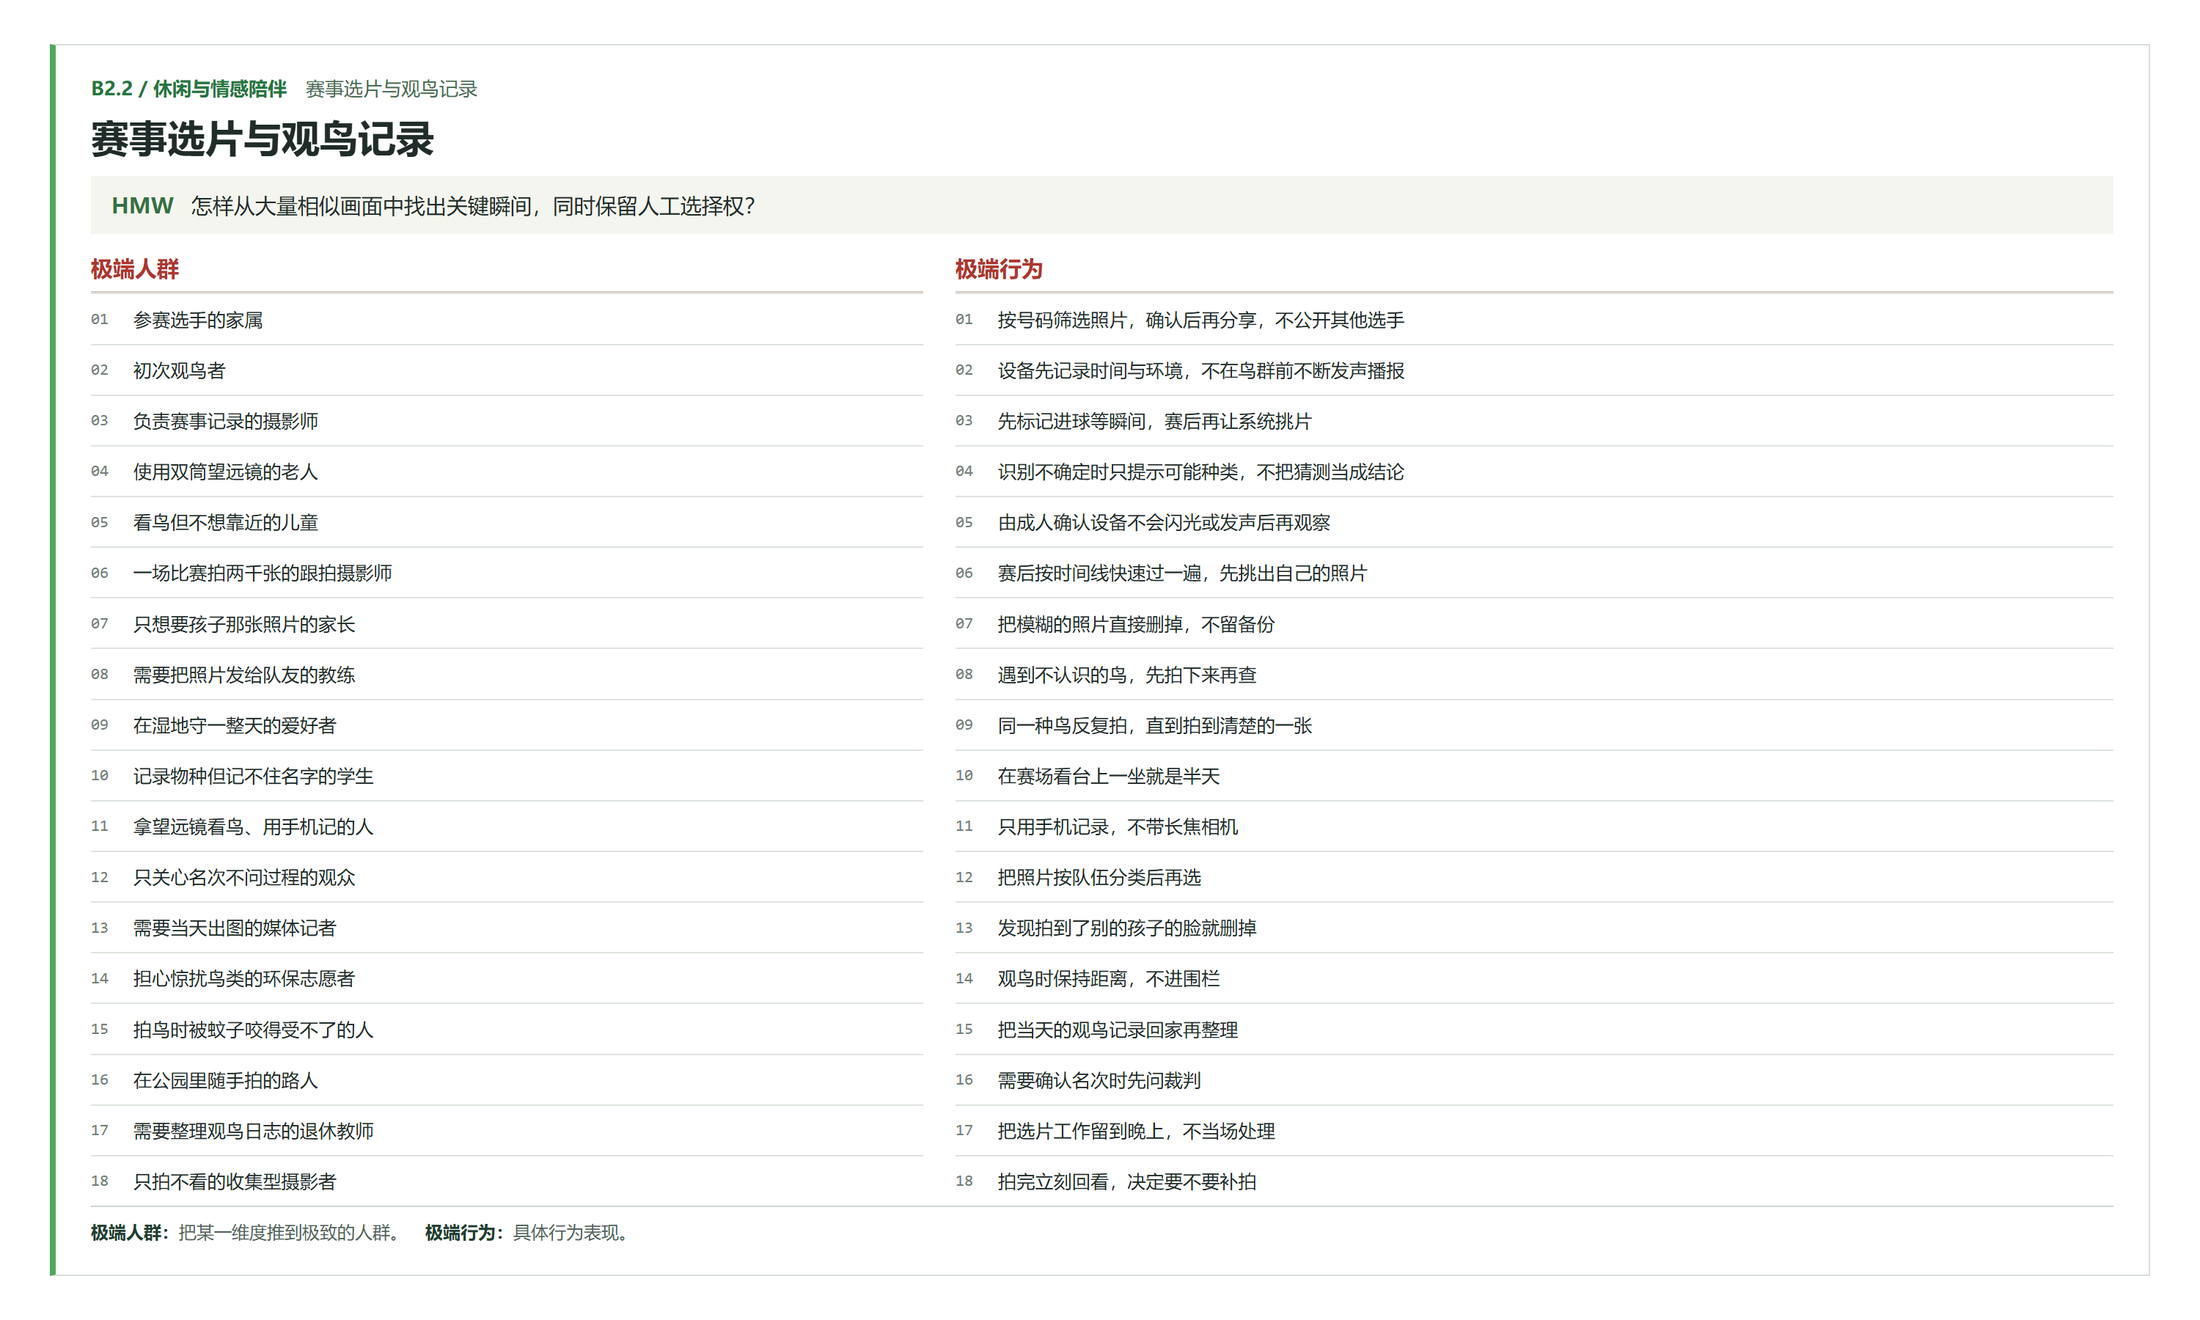 B2.2 / 休闲与情感陪伴 赛事选片与观鸟记录
赛事选片与观鸟记录
HMW 怎样从大量相似画面中找出关键瞬间，同时保留人工选择权？
极端人群
01 参赛选手的家属
02 初次观鸟者
03 负责赛事记录的摄影师
04 使用双筒望远镜的老人
05 看鸟但不想靠近的儿童
06 一场比赛拍两千张的跟拍摄影师
07 只想要孩子那张照片的家长
08 需要把照片发给队友的教练
09 在湿地守一整天的爱好者
10 记录物种但记不住名字的学生
11 拿望远镜看鸟、用手机记的人
12 只关心名次不问过程的观众
13 需要当天出图的媒体记者
14 担心惊扰鸟类的环保志愿者
15 拍鸟时被蚊子咬得受不了的人
16 在公园里随手拍的路人
17 需要整理观鸟日志的退休教师
18 只拍不看的收集型摄影者
极端行为
01 按号码筛选照片，确认后再分享，不公开其他选手
02 设备先记录时间与环境，不在鸟群前不断发声播报
03 先标记进球等瞬间，赛后再让系统挑片
04 识别不确定时只提示可能种类，不把猜测当成结论
05 由成人确认设备不会闪光或发声后再观察
06 赛后按时间线快速过一遍，先挑出自己的照片
07 把模糊的照片直接删掉，不留备份
08 遇到不认识的鸟，先拍下来再查
09 同一种鸟反复拍，直到拍到清楚的一张
10 在赛场看台上一坐就是半天
11 只用手机记录，不带长焦相机
12 把照片按队伍分类后再选
13 发现拍到了别的孩子的脸就删掉
14 观鸟时保持距离，不进围栏
15 把当天的观鸟记录回家再整理
16 需要确认名次时先问裁判
17 把选片工作留到晚上，不当场处理
18 拍完立刻回看，决定要不要补拍
极端人群：把某一维度推到极致的人群。 极端行为：具体行为表现。